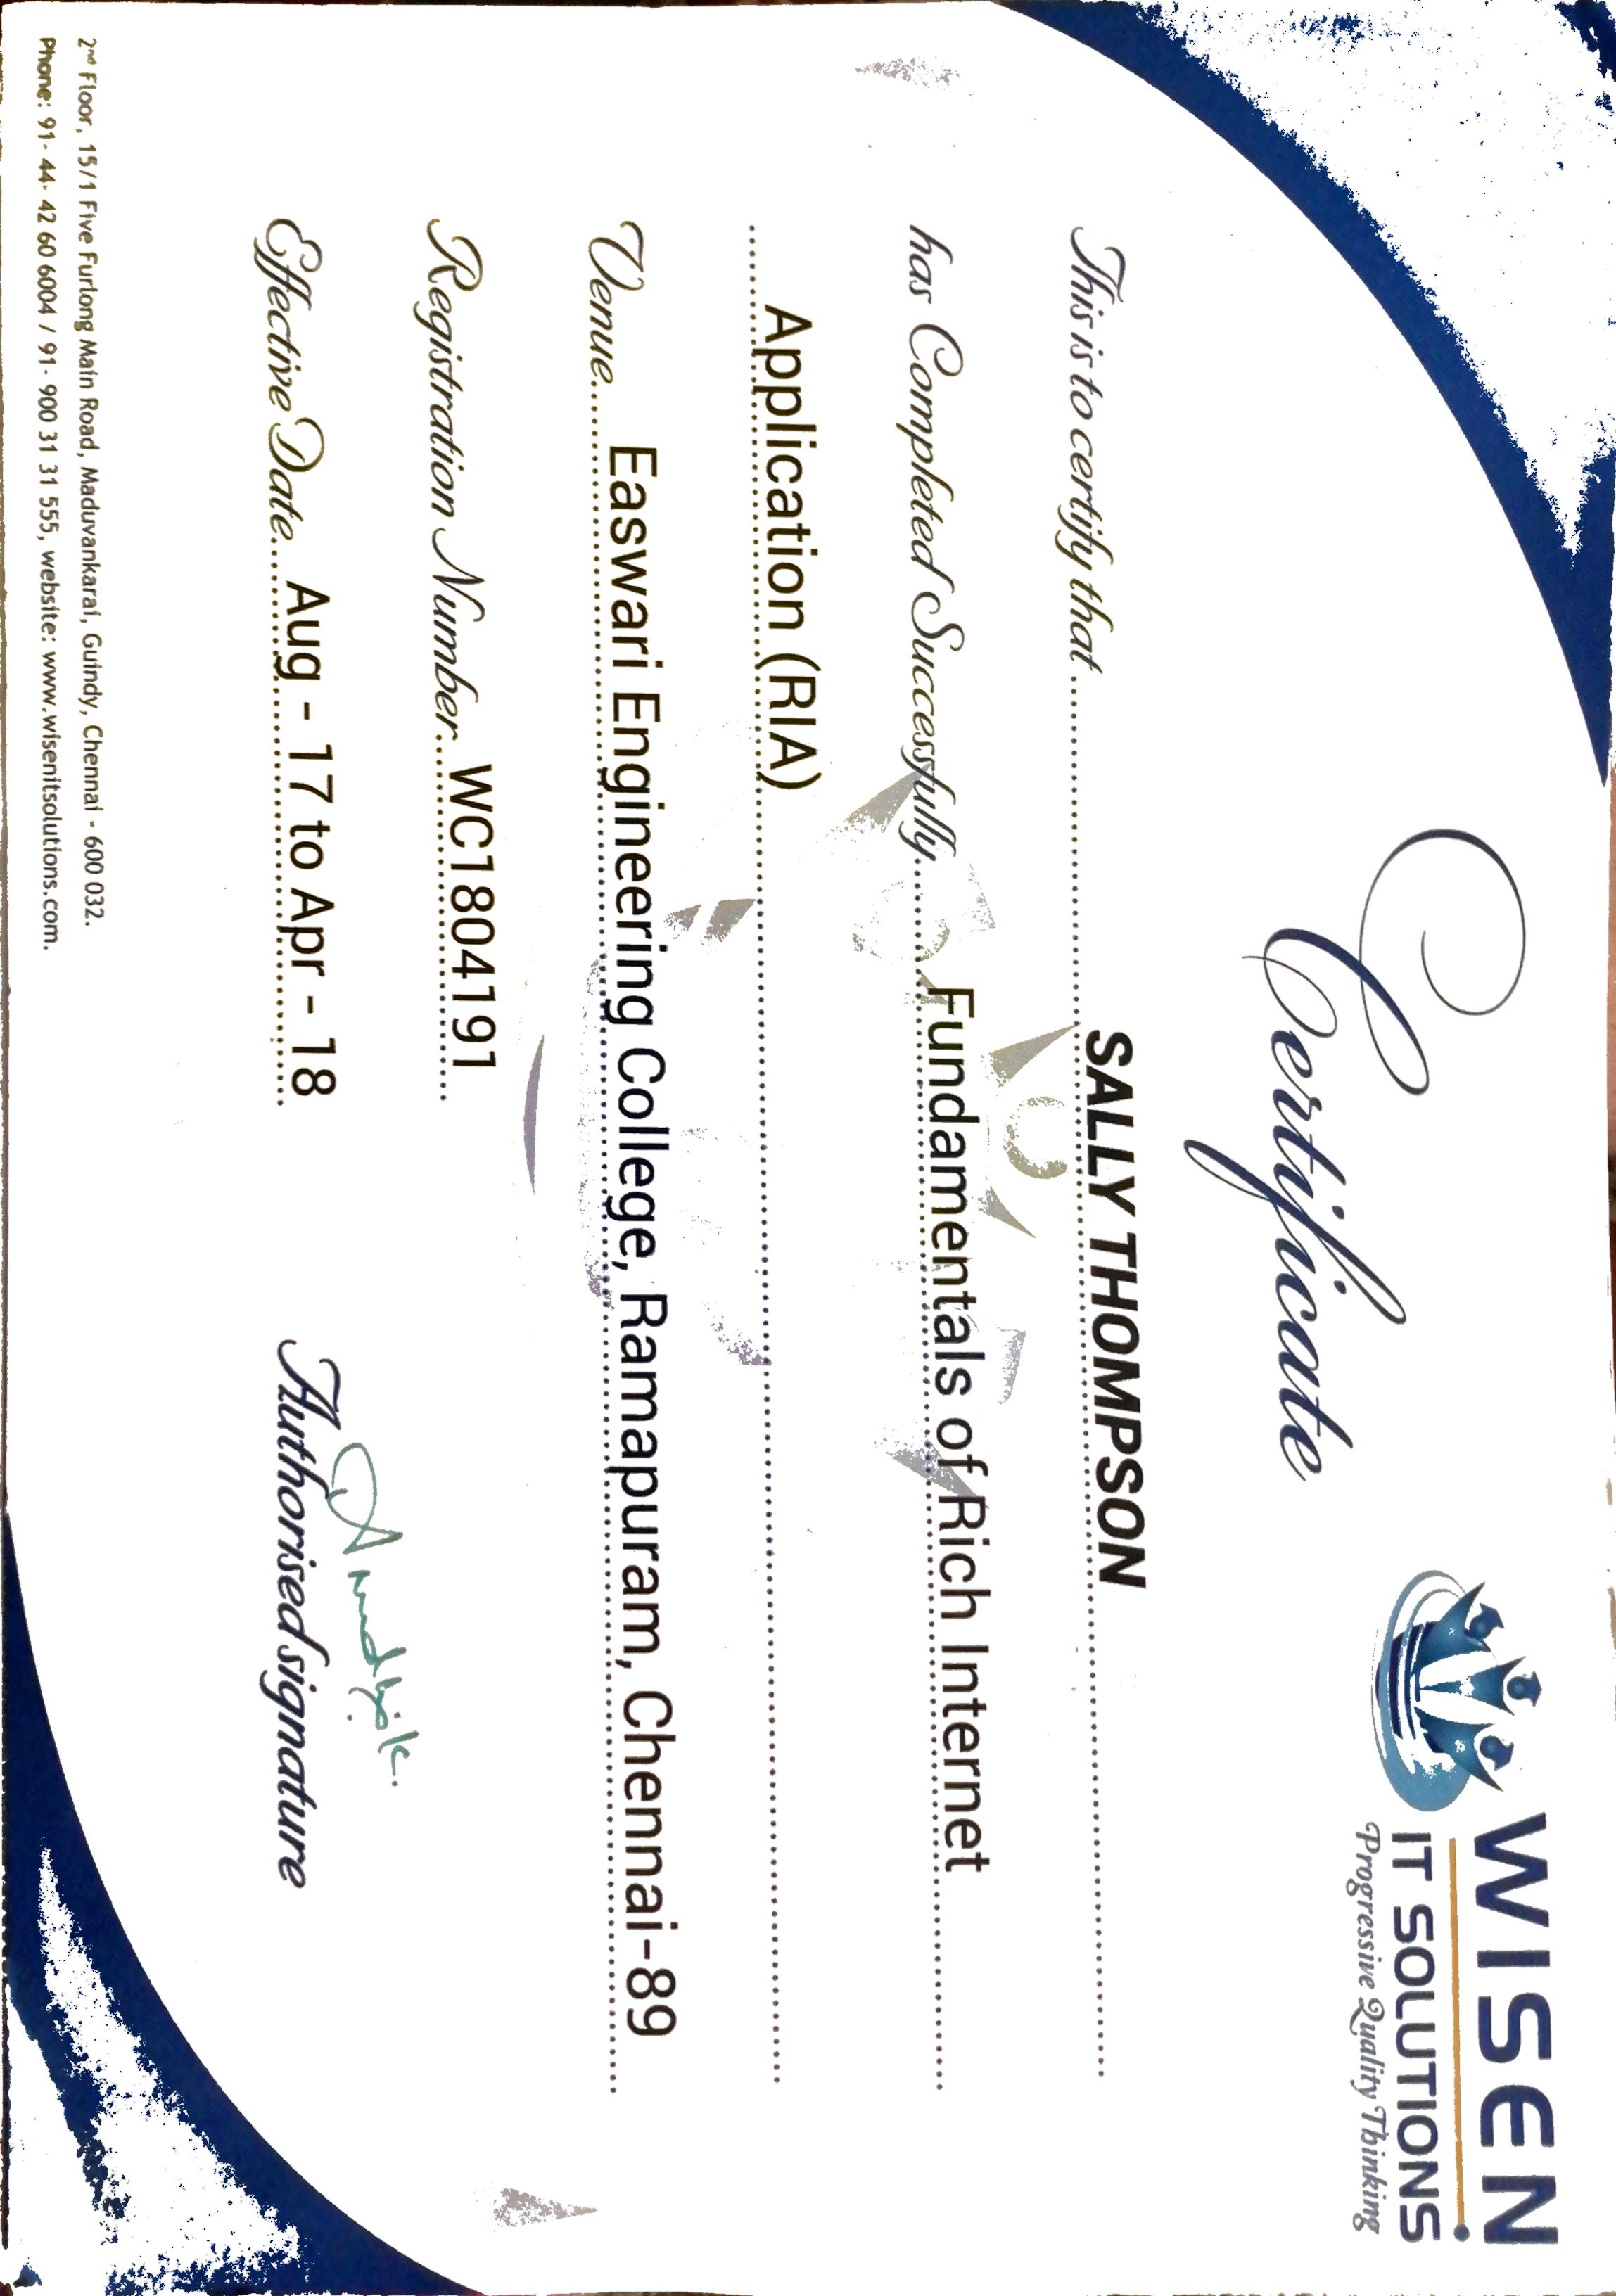 WISEN
IT SOLUTIONS
Progressive Quality Thinking
Certificate
This is to certify that SALLY THOMPSON
has Completed Successfully Fundamentals of Rich Internet
Application (RIA)
Venue Easwari Engineering College, Ramapuram, Chennai-89
Registration Number WC1804191
Effective Date Aug - 17 to Apr - 18
Authorised signature
2nd Floor, 15/1 Five Furlong Main Road, Maduvankarai, Guindy, Chennai - 600 032.
Phone: 91- 44- 42 60 6004 / 91- 900 31 31 555, website: www.wisenitsolutions.com.